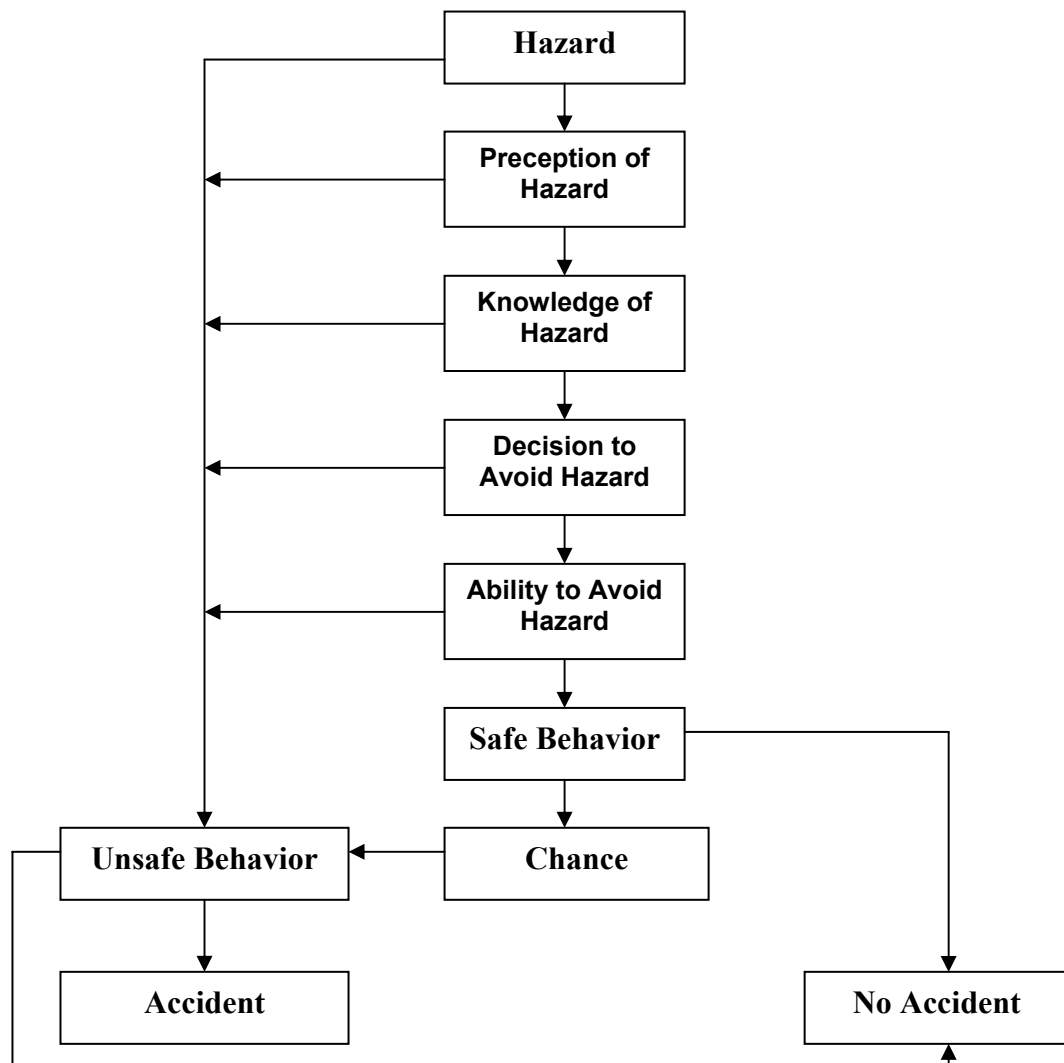 Hazard
Preception of
Hazard
Knowledge of
Hazard
Decision to
Avoid Hazard
Ability to Avoid
Hazard
Safe Behavior
Unsafe Behavior
Chance
Accident
No Accident